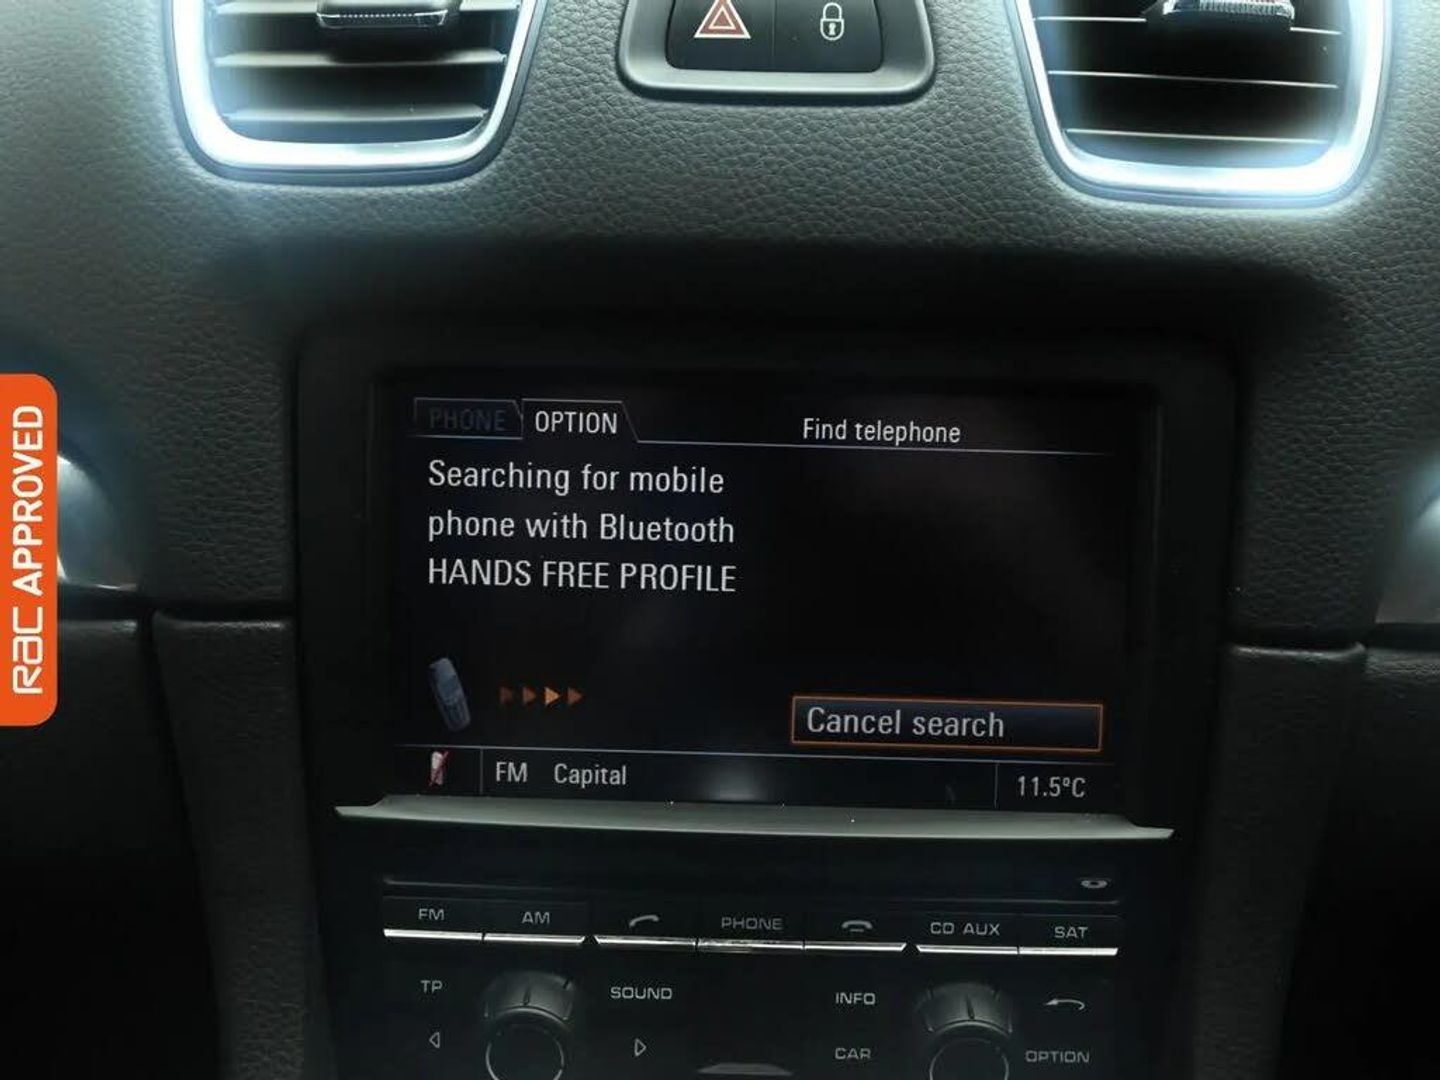 PHONE OPTION Find telephone
Searching for mobile
phone with Bluetooth
HANDS FREE PROFILE
Cancel search
FM Capital 11.5ºC
FM AM PHONE CD AUX SAT
TP SOUND INFO
CAR OPTION
RAC APPROVED